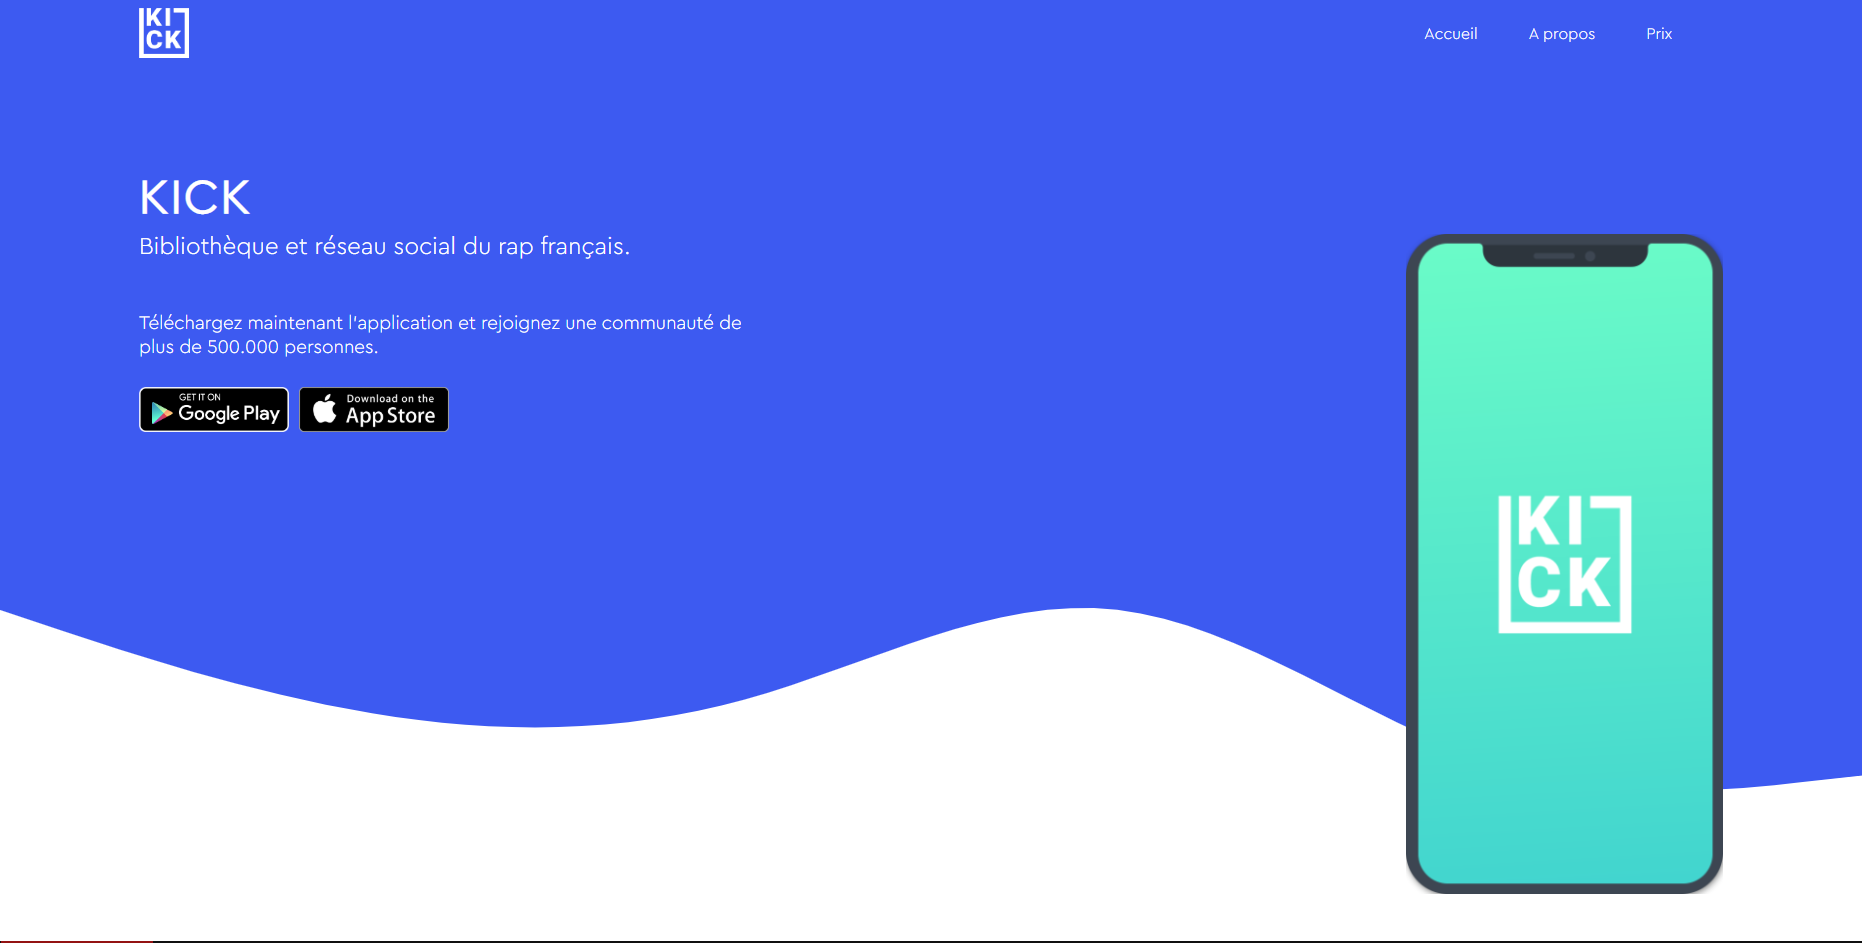 KI
CK
Accueil
A propos
Prix
KICK
Bibliothèque et réseau social du rap français.
Téléchargez maintenant l'application et rejoignez une communauté de
plus de 500.000 personnes.
GET IT ON
Google Play
Download on the
App Store
KI
CK